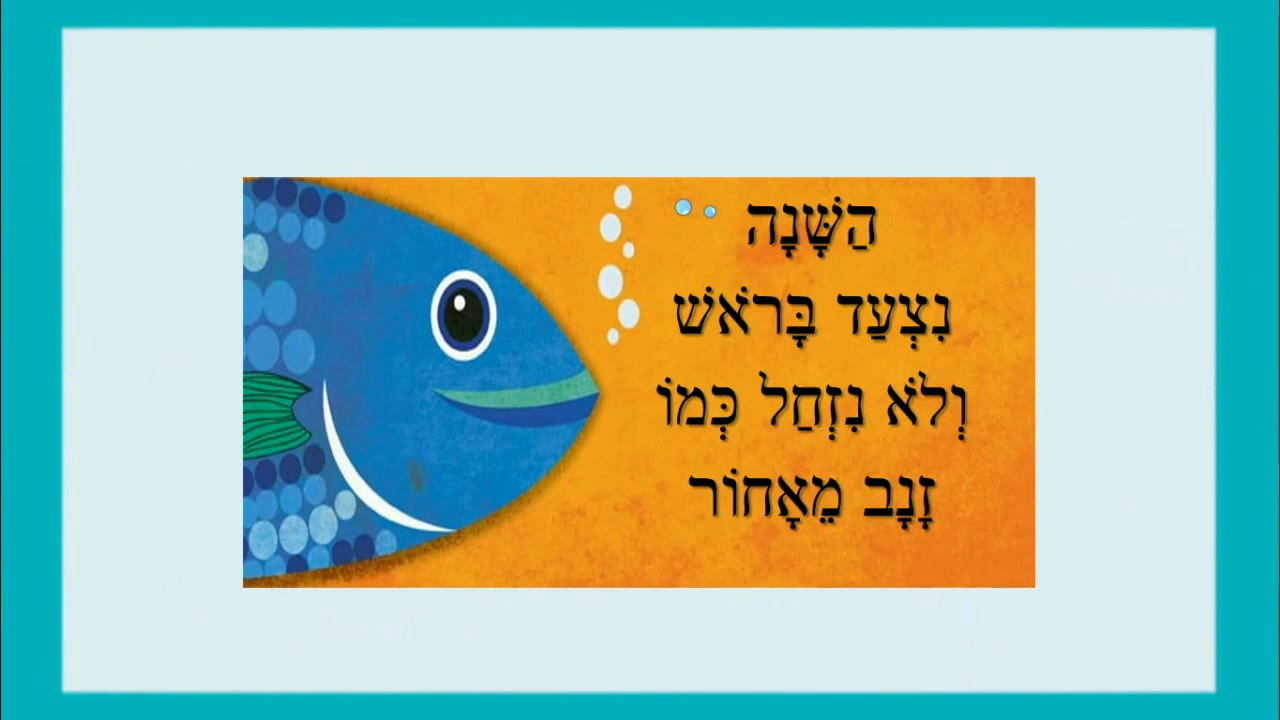 הַשָּׁנָה
נִצְעַד בָּרֹאשׁ
וְלֹא נִזְחַל כְּמוֹ
זָנָב מֵאָחוֹר